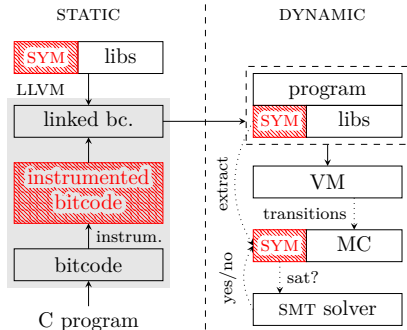 STATIC
DYNAMIC
SYM libs
LLVM
linked bc.
instrumented
bitcode
instrum.
bitcode
C program
program
SYM libs
VM
extract
transitions
SYM MC
yes/no
sat?
SMT solver